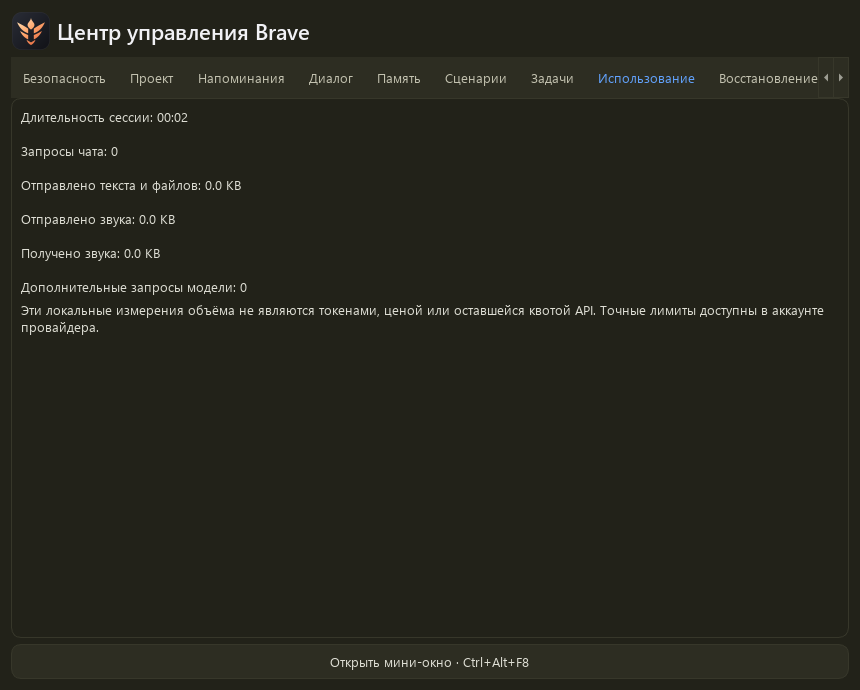 Центр управления Brave
Безопасность Проект Напоминания Диалог Память Сценарии Задачи Использование Восстановление
Длительность сессии: 00:02
Запросы чата: 0
Отправлено текста и файлов: 0.0 KB
Отправлено звука: 0.0 KB
Получено звука: 0.0 KB
Дополнительные запросы модели: 0
Эти локальные измерения объёма не являются токенами, ценой или оставшейся квотой API. Точные лимиты доступны в аккаунте
провайдера.
Открыть мини-окно · Ctrl+Alt+F8